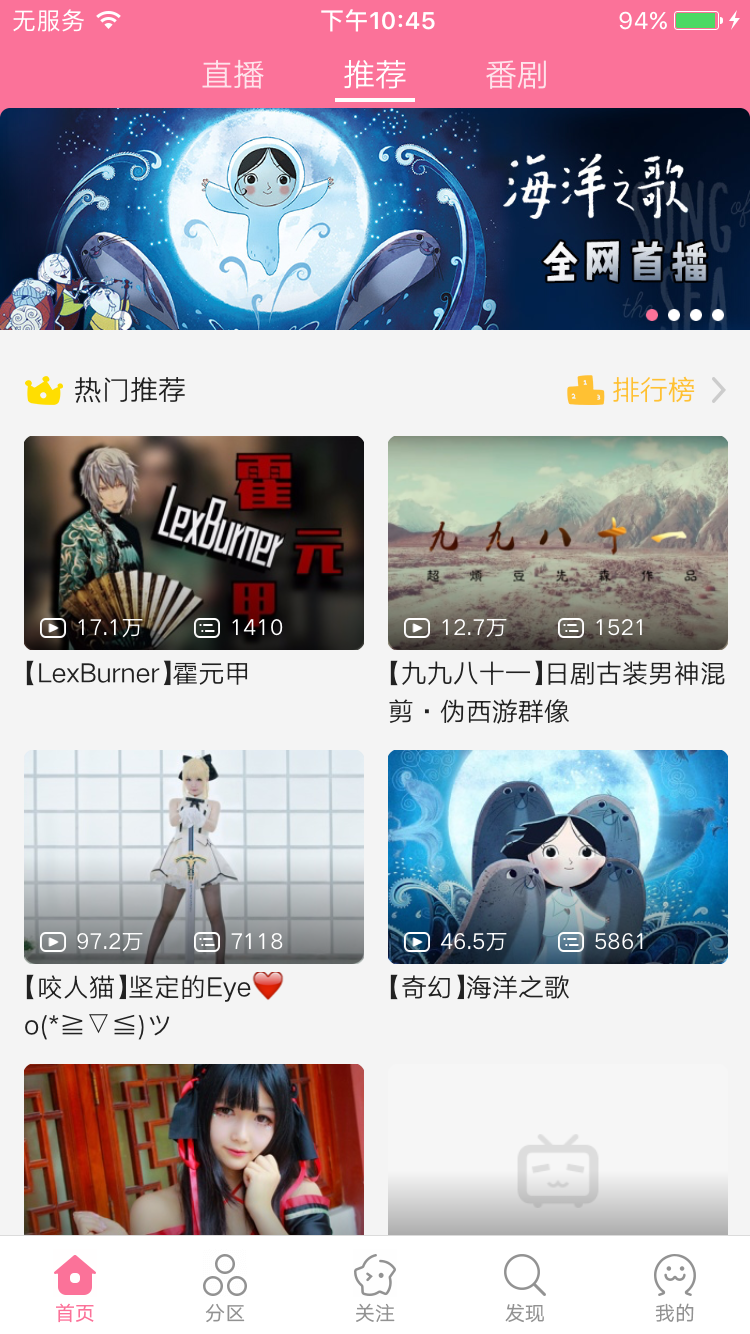 无服务 下午10:45 94%
直播 推荐 番剧
海洋之歌
SONG of
the SEA
全网首播
热门推荐 排行榜
霍元甲
LexBurner
17.1万 1410
九九八十一
超烦豆先森作品
12.7万 1521
【LexBurner】霍元甲
【九九八十一】日剧古装男神混
剪·伪西游群像
97.2万 7118
46.5万 5861
【咬人猫】坚定的Eye❤️
o(*≧▽≦)ツ
【奇幻】海洋之歌
首页 分区 关注 发现 我的